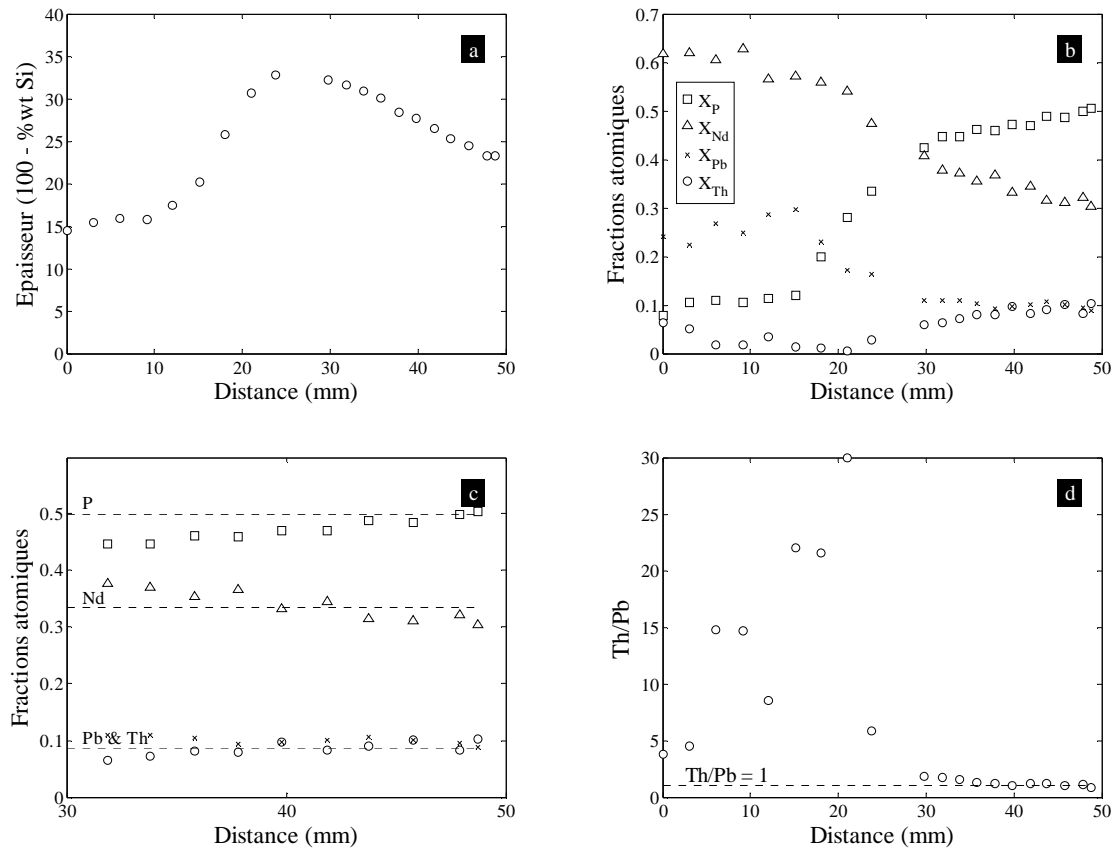 40
35
30
25
20
15
10
5
0
0 10 20 30 40 50
Epaisseur (100 - %wt Si)
Distance (mm)
a
0.7
0.6
0.5
0.4
0.3
0.2
0.1
0
0 10 20 30 40 50
Fractions atomiques
Distance (mm)
b
X_P
X_Nd
X_Pb
X_Th
0.5
0.4
0.3
0.2
0.1
0
30 40 50
Fractions atomiques
Distance (mm)
c
P
Nd
Pb & Th
30
25
20
15
10
5
0
0 10 20 30 40 50
Th/Pb
Distance (mm)
d
Th/Pb = 1